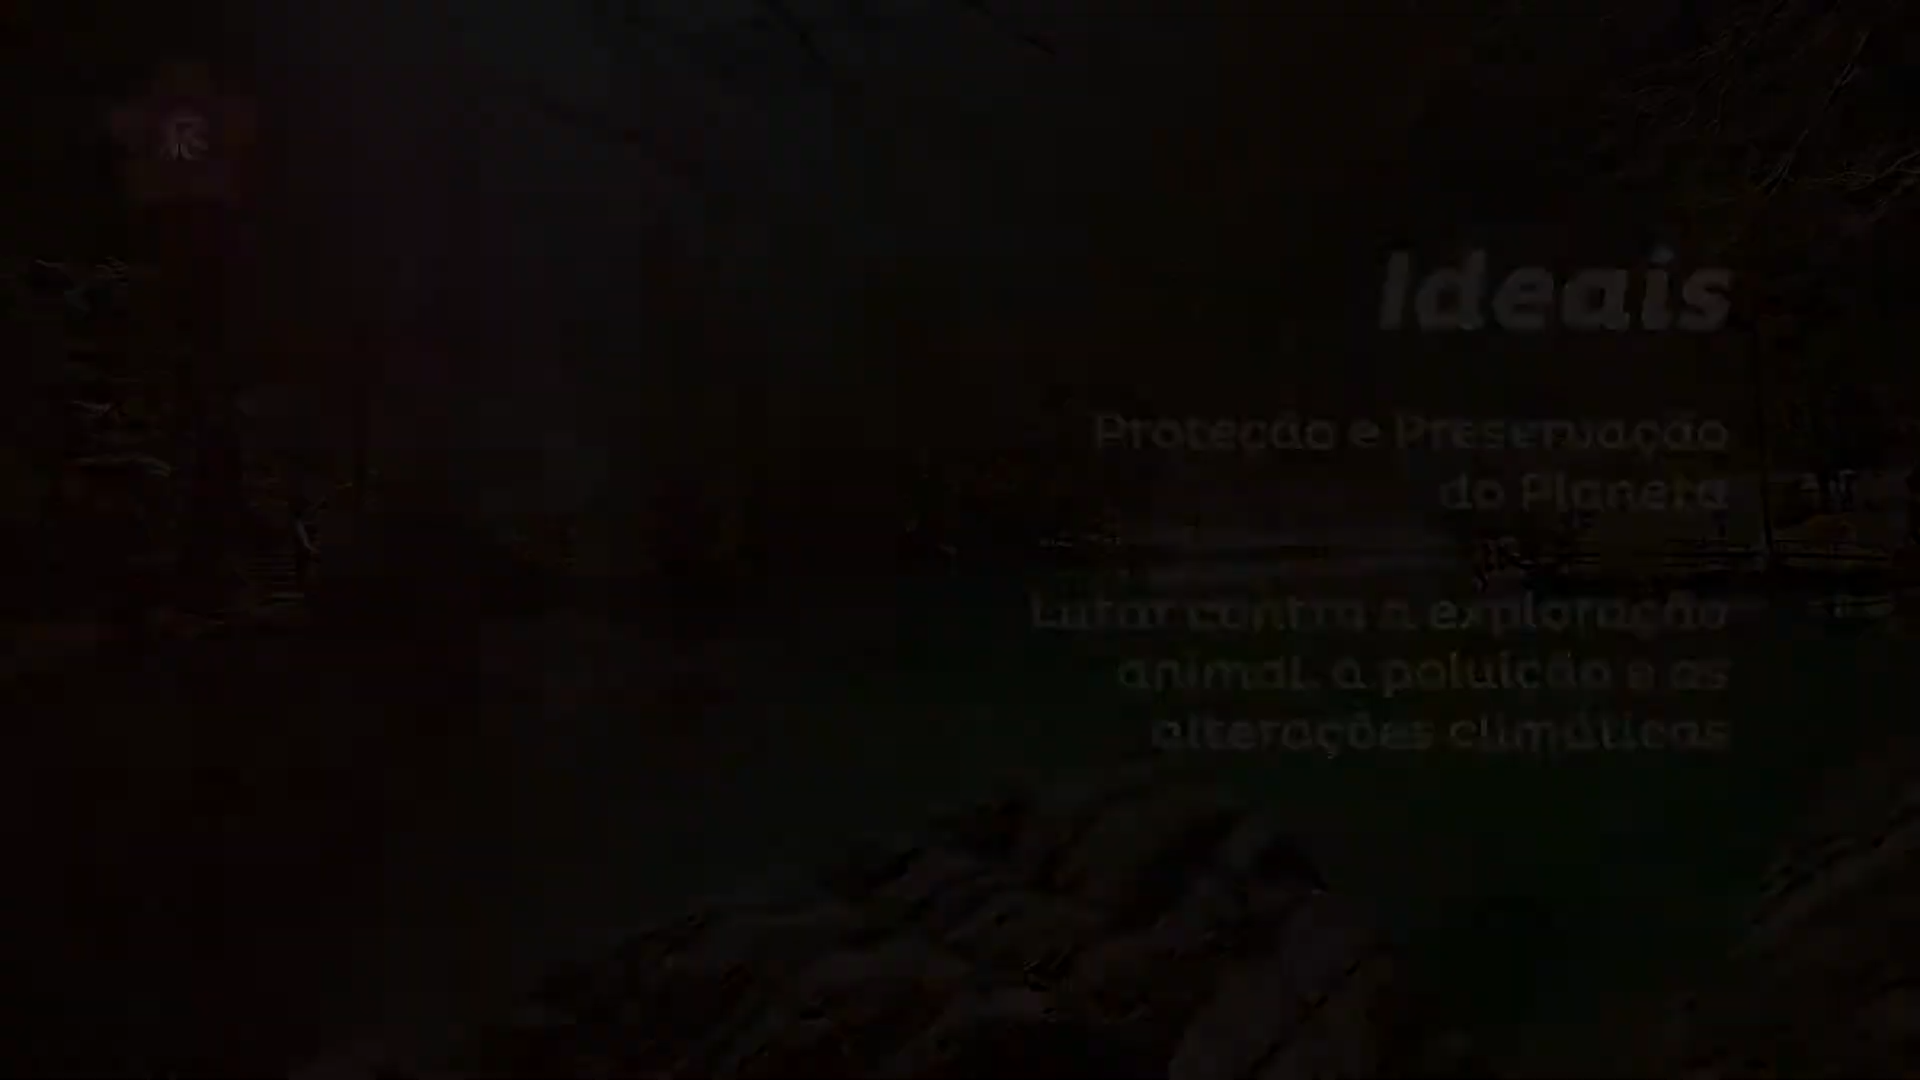 Ideais
Proteção e Preservação
do Planeta
Lutar contra a exploração
animal, a poluição e as
alterações climáticas